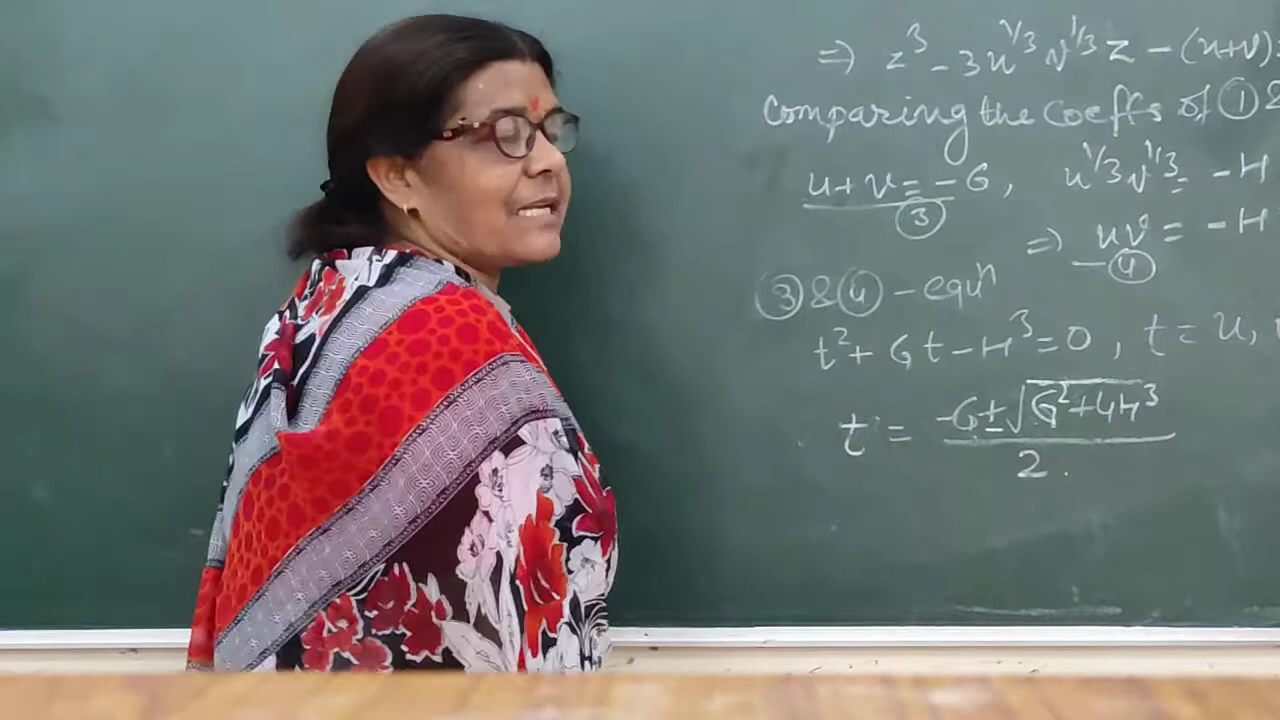 ⇒ z³ - 3u^{1/3} v^{1/3} z - (u+v)
comparing the coeffs of ① &
u + v = - G, u^{1/3} v^{1/3} = - H
③
⇒ uv = - H
- ④
③ & ④ - equⁿ
t² + Gt - H³ = 0, t = u,
t = (-G ± √(G² + 4H³)) / 2.